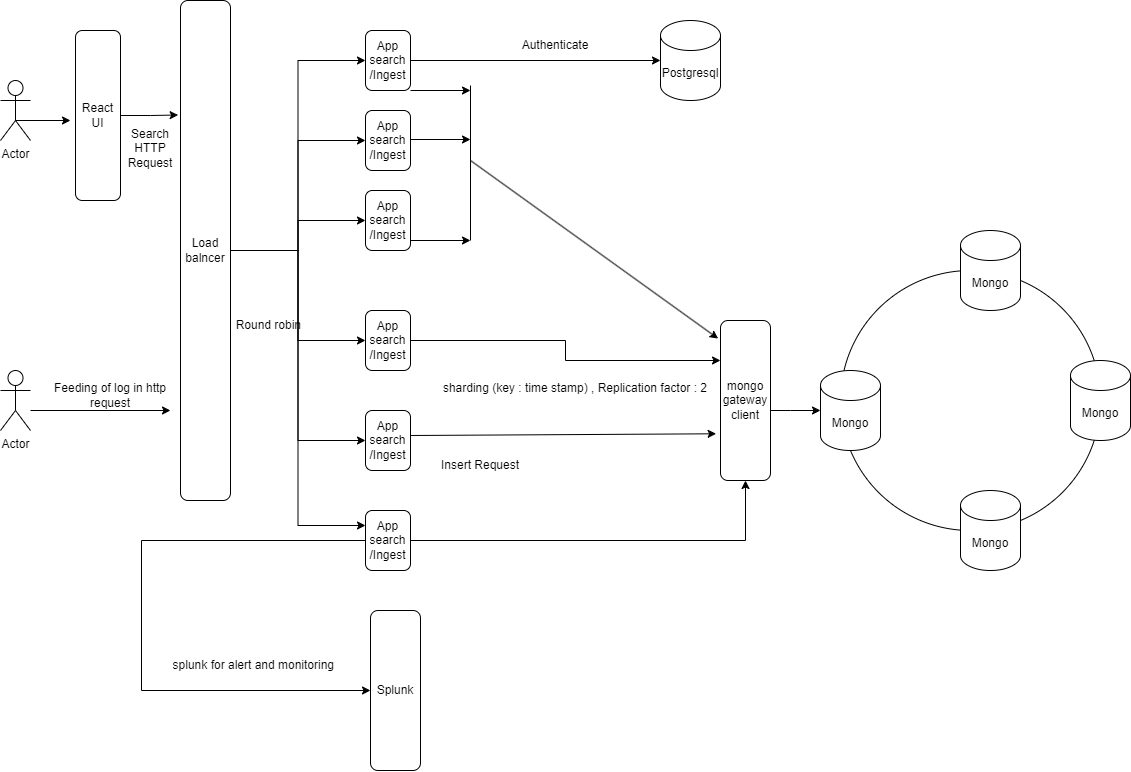 App
search
/Ingest
Authenticate
Postgresql
React
UI
Actor
Search
HTTP
Request
App
search
/Ingest
App
search
/Ingest
Load
balncer
Mongo
Round robin
App
search
/Ingest
Feeding of log in http
request
sharding (key : time stamp) , Replication factor : 2
mongo
gateway
client
Mongo
Mongo
Actor
App
search
/Ingest
Insert Request
App
search
/Ingest
Mongo
splunk for alert and monitoring
Splunk